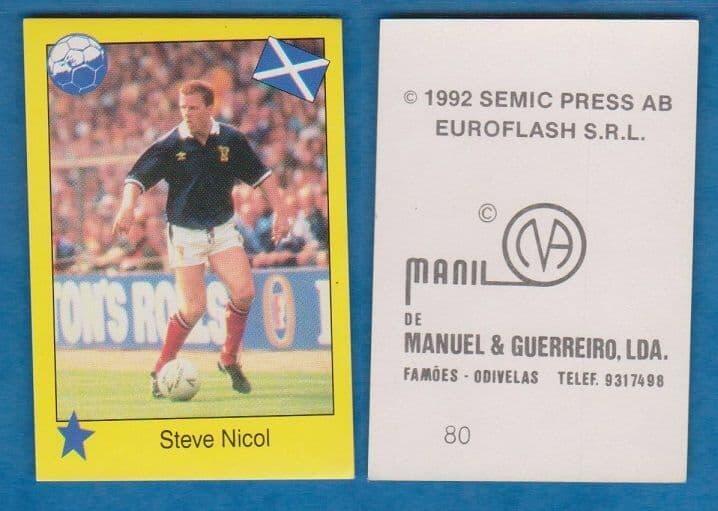 TON'S ROLLS
Steve Nicol
© 1992 SEMIC PRESS AB
EUROFLASH S.R.L.
©
MANIL
DE
MANUEL & GUERREIRO, LDA.
FAMÕES - ODIVELAS TELEF. 9317498
80